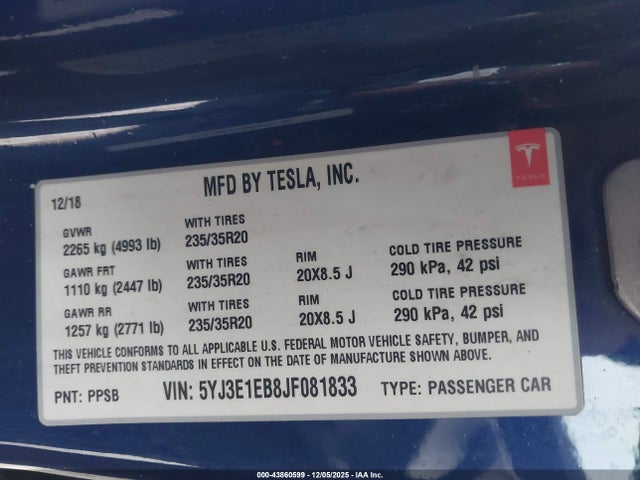 MFD BY TESLA, INC.
TESLA
12/18
GVWR
2265 kg (4993 lb)
WITH TIRES
235/35R20
GAWR FRT
1110 kg (2447 lb)
WITH TIRES
235/35R20
RIM
20X8.5 J
COLD TIRE PRESSURE
290 kPa, 42 psi
GAWR RR
1257 kg (2771 lb)
WITH TIRES
235/35R20
RIM
20X8.5 J
COLD TIRE PRESSURE
290 kPa, 42 psi
THIS VEHICLE CONFORMS TO ALL APPLICABLE U.S. FEDERAL MOTOR VEHICLE SAFETY, BUMPER, AND
THEFT PREVENTION STANDARDS IN EFFECT ON THE DATE OF MANUFACTURE SHOWN ABOVE.
PNT: PPSB
VIN: 5YJ3E1EB8JF081833
TYPE: PASSENGER CAR
000-43860599 - 12/05/2025 - IAA Inc.